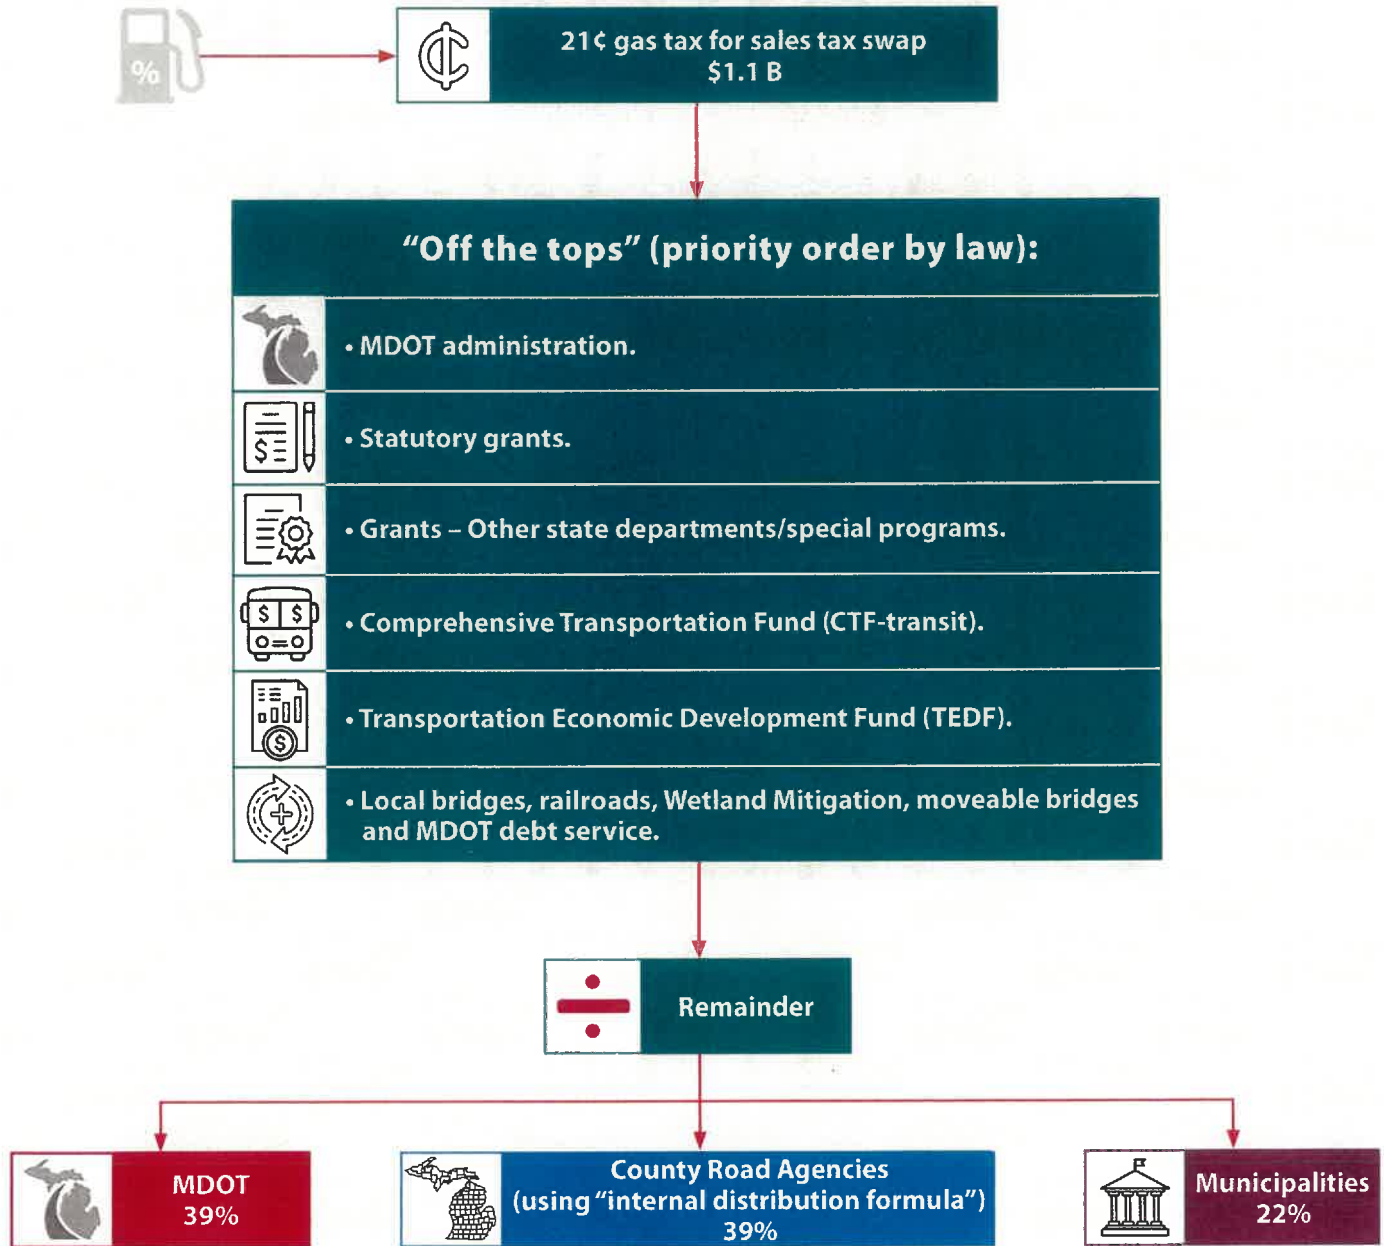 %
21¢ gas tax for sales tax swap
$1.1 B
“Off the tops” (priority order by law):
• MDOT administration.
• Statutory grants.
• Grants – Other state departments/special programs.
• Comprehensive Transportation Fund (CTF-transit).
• Transportation Economic Development Fund (TEDF).
• Local bridges, railroads, Wetland Mitigation, moveable bridges
and MDOT debt service.
Remainder
MDOT
39%
County Road Agencies
(using “internal distribution formula”)
39%
Municipalities
22%